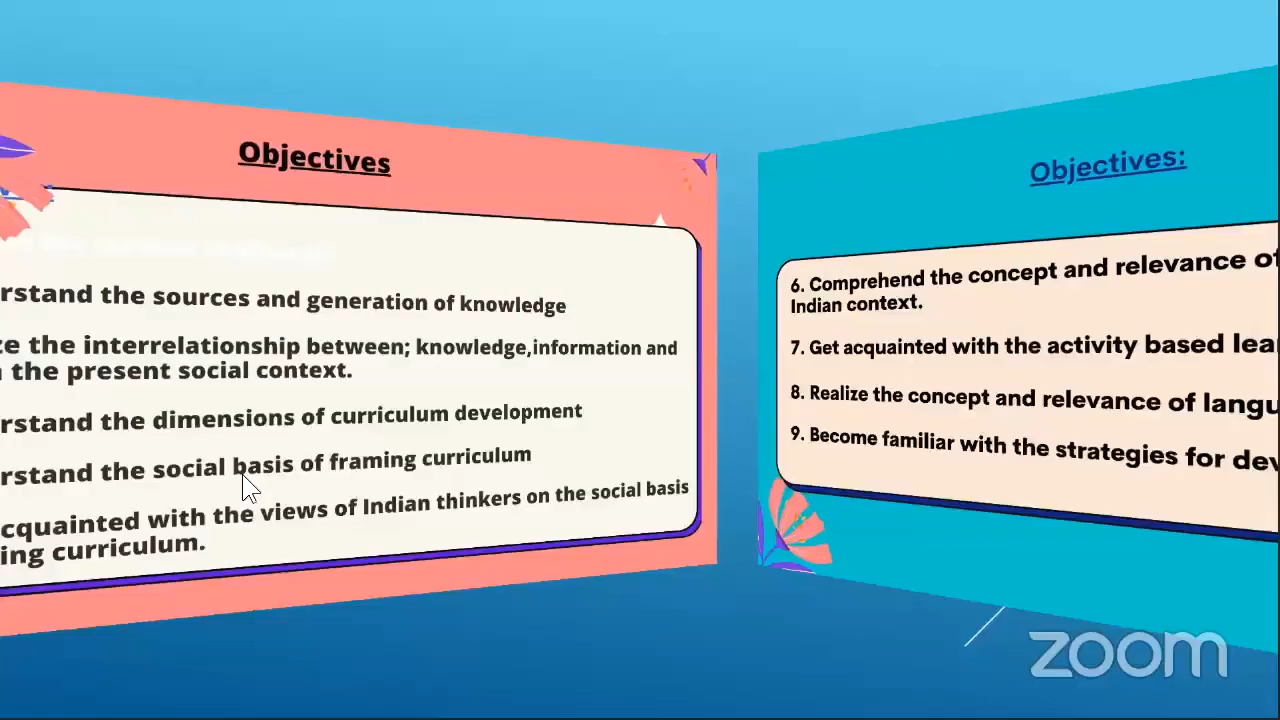 Objectives
rstand the sources and generation of knowledge
ze the interrelationship between; knowledge,information and
the present social context.
rstand the dimensions of curriculum development
rstand the social basis of framing curriculum
cquainted with the views of Indian thinkers on the social basis
ing curriculum.
Objectives:
6. Comprehend the concept and relevance of
Indian context.
7. Get acquainted with the activity based lea
8. Realize the concept and relevance of langu
9. Become familiar with the strategies for dev
zoom